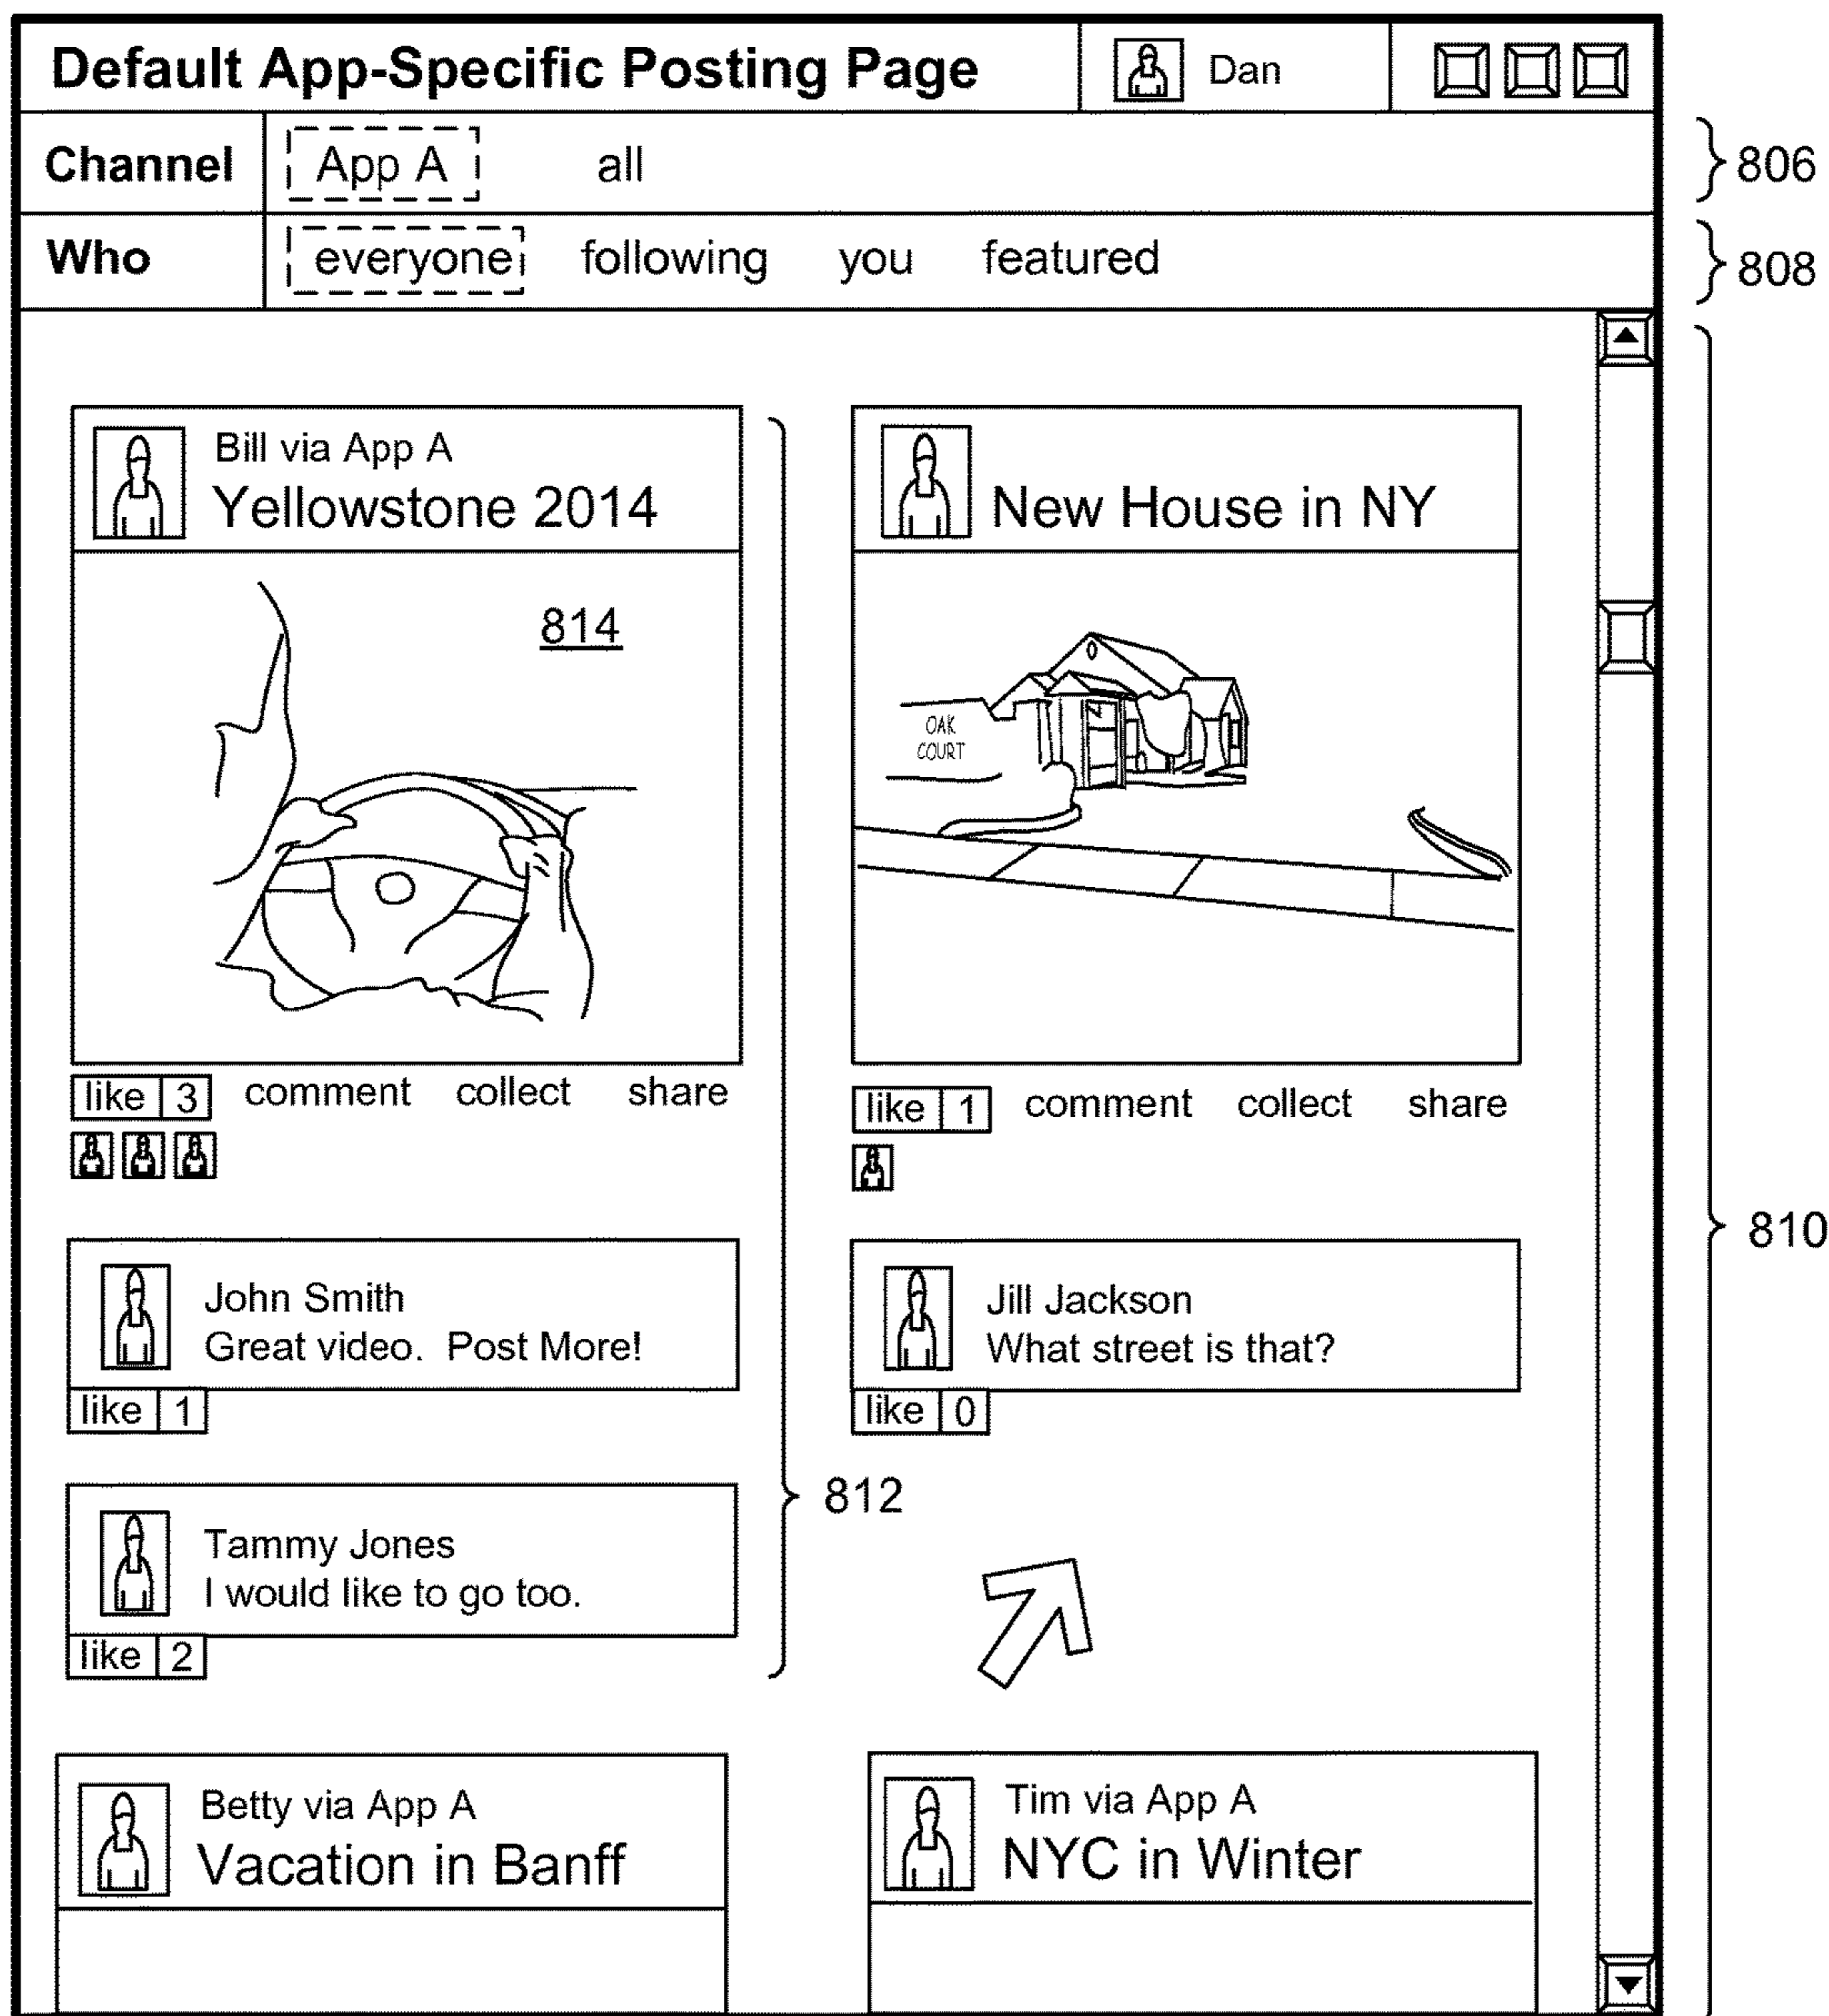 Default App-Specific Posting Page
Dan
Channel
App A
all
806
Who
everyone
following
you
featured
808
Bill via App A
Yellowstone 2014
814
like 3
comment
collect
share
John Smith
Great video.  Post More!
like 1
Tammy Jones
I would like to go too.
like 2
812
New House in NY
OAK
COURT
like 1
comment
collect
share
Jill Jackson
What street is that?
like 0
810
Betty via App A
Vacation in Banff
Tim via App A
NYC in Winter